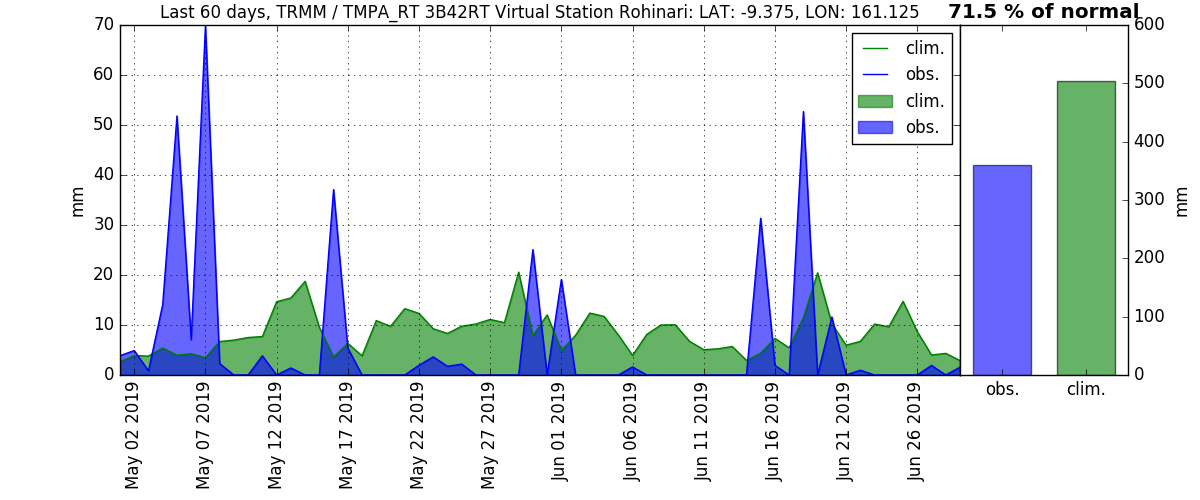 Last 60 days, TRMM / TMPA_RT 3B42RT Virtual Station Rohinari: LAT: -9.375, LON: 161.125
71.5 % of normal
70
60
50
40
30
20
10
0
mm
clim.
obs.
clim.
obs.
May 02 2019
May 07 2019
May 12 2019
May 17 2019
May 22 2019
May 27 2019
Jun 01 2019
Jun 06 2019
Jun 11 2019
Jun 16 2019
Jun 21 2019
Jun 26 2019
600
500
400
300
200
100
0
mm
obs.
clim.